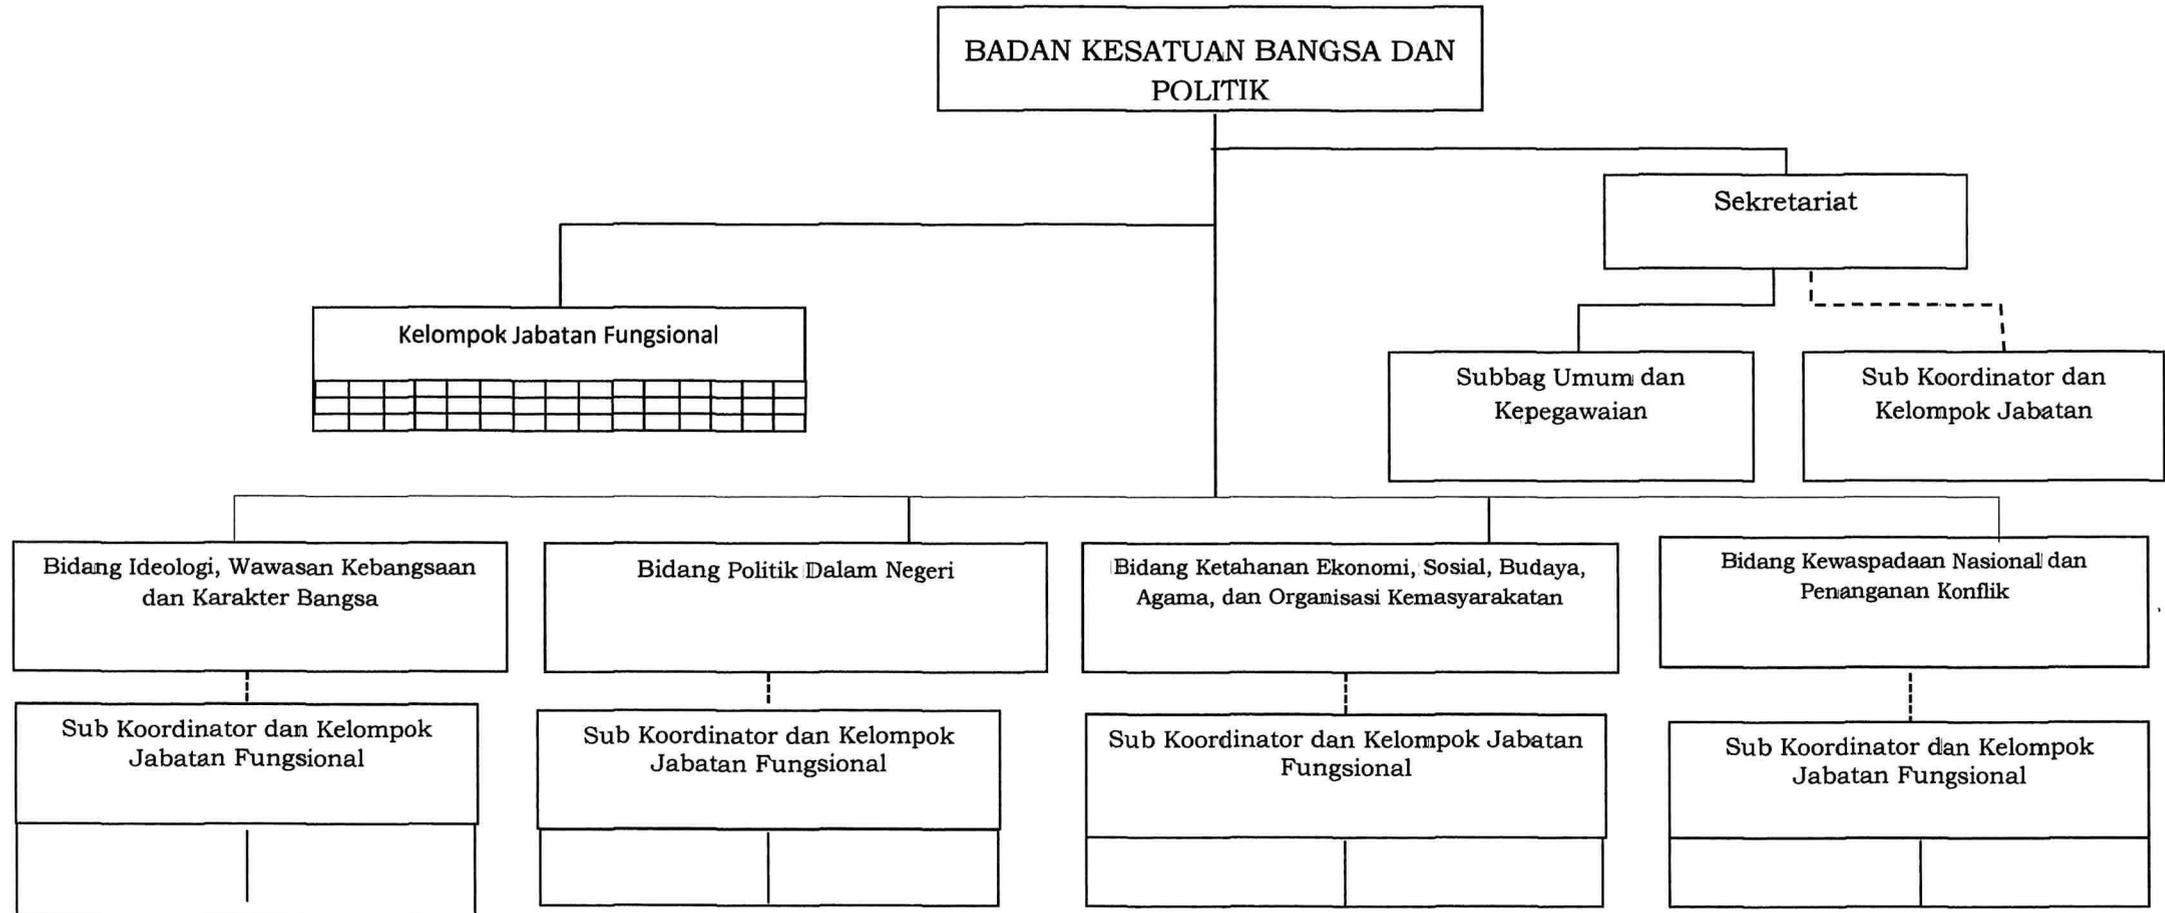 BADAN KESATUAN BANGSA DAN
POLITIK
Sekretariat
Kelompok Jabatan Fungsional
Subbag Umum dan
Kepegawaian
Sub Koordinator dan
Kelompok Jabatan
Bidang Ideologi, Wawasan Kebangsaan
dan Karakter Bangsa
Bidang Politik Dalam Negeri
Bidang Ketahanan Ekonomi, Sosial, Budaya,
Agama, dan Organisasi Kemasyarakatan
Bidang Kewaspadaan Nasional dan
Penanganan Konflik
Sub Koordinator dan Kelompok
Jabatan Fungsional
Sub Koordinator dan Kelompok
Jabatan Fungsional
Sub Koordinator dan Kelompok Jabatan
Fungsional
Sub Koordinator dan Kelompok
Jabatan Fungsional